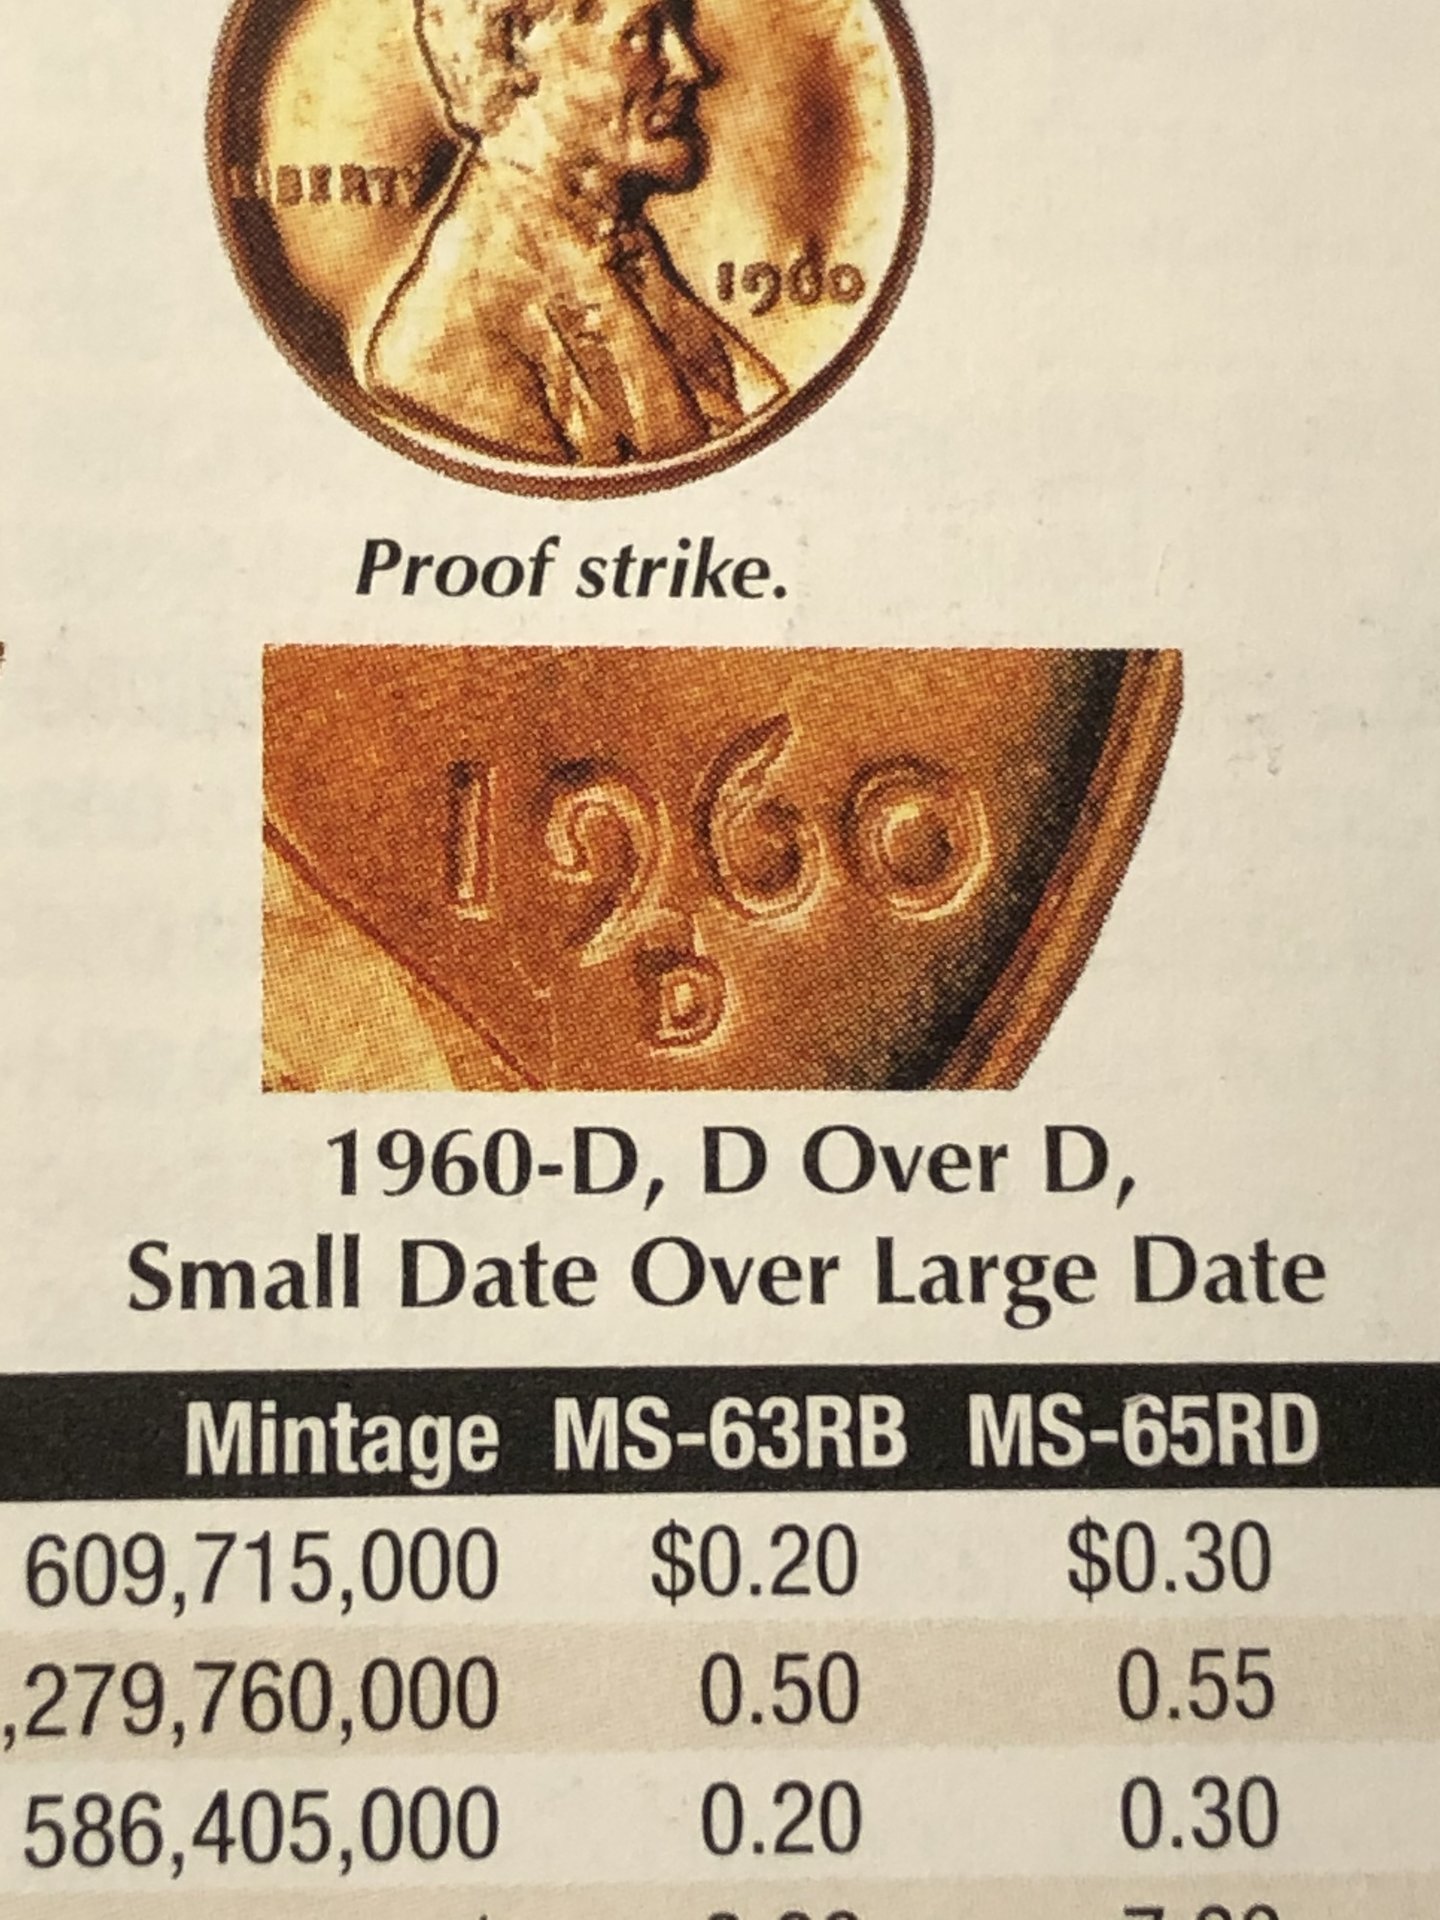 LIBERTY
1960
Proof strike.
1960
D
1960-D, D Over D,
Small Date Over Large Date
Mintage MS-63RB MS-65RD
609,715,000 $0.20 $0.30
,279,760,000 0.50 0.55
586,405,000 0.20 0.30